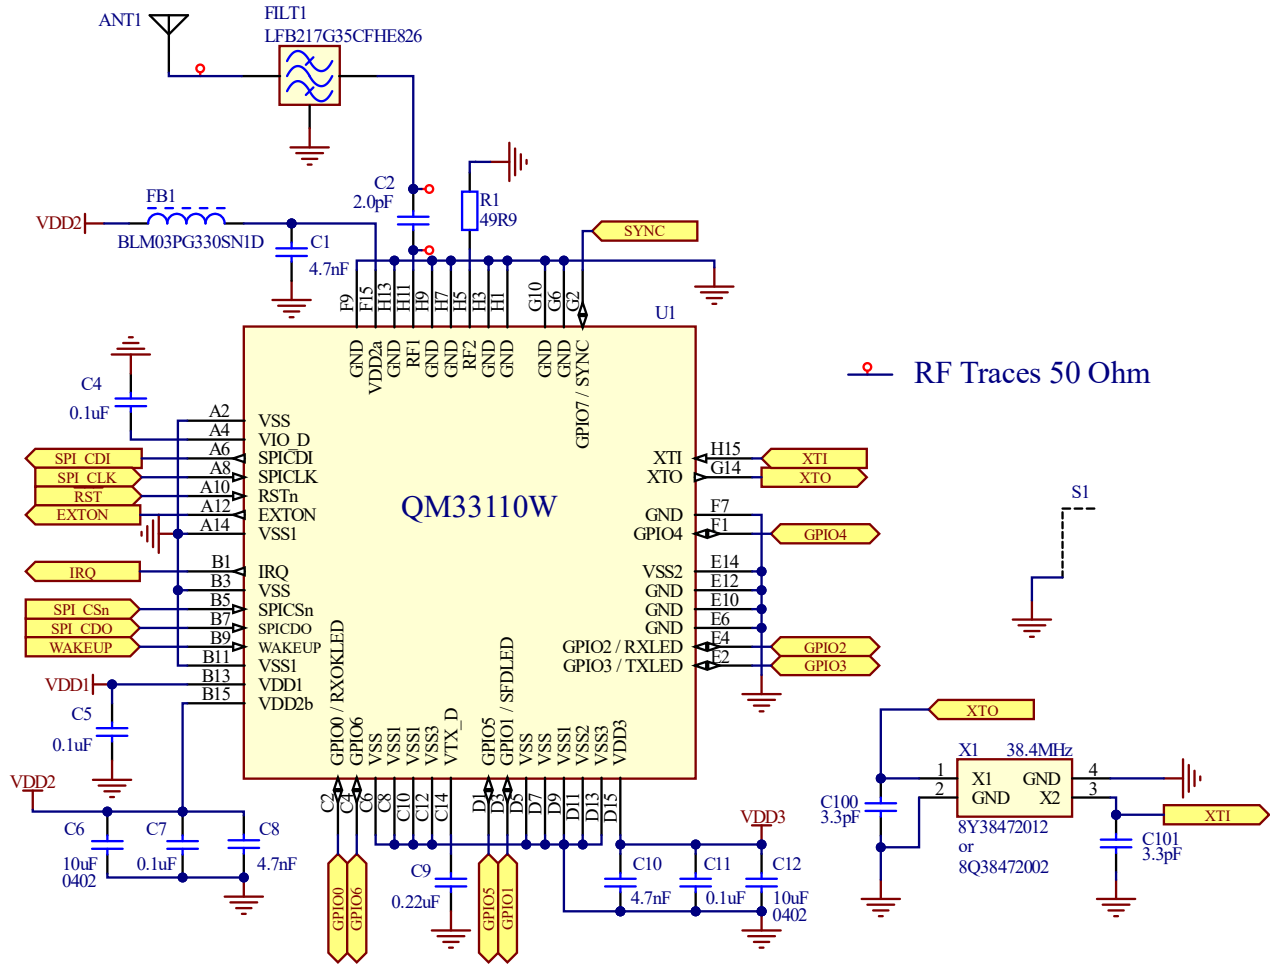 ANT1
FILT1
LFB217G35CFHE826
C2
2.0pF
R1
49R9
FB1
VDD2
BLM03PG330SN1D
C1
4.7nF
SYNC
F9
F15
H13
H11
H9
H7
H5
H3
H1
G10
G6
G2
U1
GND
VDD2a
GND
RF1
GND
GND
RF2
GND
GND
GND
GND
GPIO7 / SYNC
RF Traces 50 Ohm
C4
0.1uF
A2 VSS
A4 VIO_D
SPI_CDI A6 SPICDI
SPI_CLK A8 SPICLK
RST A10 RSTn
EXTON A12 EXTON
A14 VSS1
IRQ B1 IRQ
B3 VSS
SPI_CSn B5 SPICSn
SPI_CDO B7 SPICDO
WAKEUP B9 WAKEUP
B11 VSS1
VDD1 B13 VDD1
B15 VDD2b
QM33110W
XTI H15 XTI
XTO G14 XTO
GND F7
GPIO4 F1 GPIO4
VSS2 E14
GND E12
GND E10
GND E6
GPIO2 / RXLED E4 GPIO2
GPIO3 / TXLED E2 GPIO3
S1
C5
0.1uF
VDD2
C6
10uF
0402
C7
0.1uF
C8
4.7nF
GPIO0 / RXOKLED
GPIO6
VSS
VSS1
VSS1
VSS3
VTX_D
GPIO5
GPIO1 / SFDLED
VSS
VSS
VSS1
VSS2
VSS3
VDD3
C2
C4
C6
C8
C10
C12
C14
D1
D3
D5
D7
D9
D11
D13
D15
GPIO0
GPIO6
GPIO5
GPIO1
C9
0.22uF
VDD3
C10
4.7nF
C11
0.1uF
C12
10uF
0402
XTO
X1 38.4MHz
1 X1 GND 4
2 GND X2 3
C100
3.3pF
8Y38472012
or
8Q38472002
XTI
C101
3.3pF